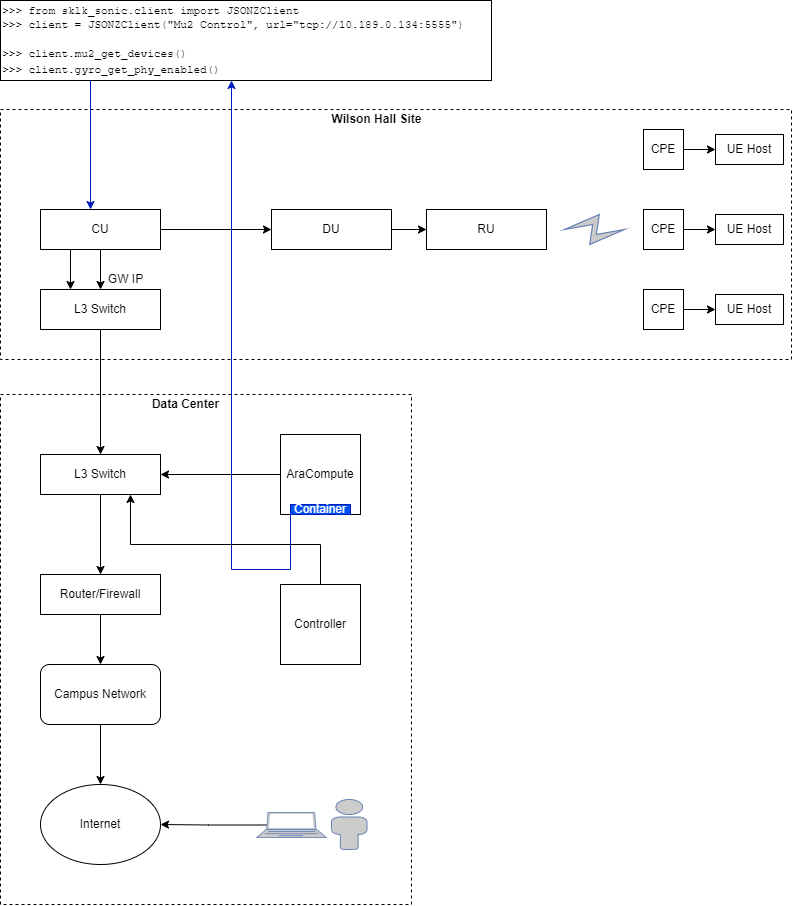 >>> from sklk_sonic.client import JSONZClient
>>> client = JSONZClient("Mu2 Control", url="tcp://10.189.0.134:5555")
>>> client.mu2_get_devices()
>>> client.gyro_get_phy_enabled()
Wilson Hall Site
CPE
UE Host
CU
DU
RU
CPE
UE Host
GW IP
L3 Switch
CPE
UE Host
Data Center
L3 Switch
AraCompute
Container
Router/Firewall
Controller
Campus Network
Internet